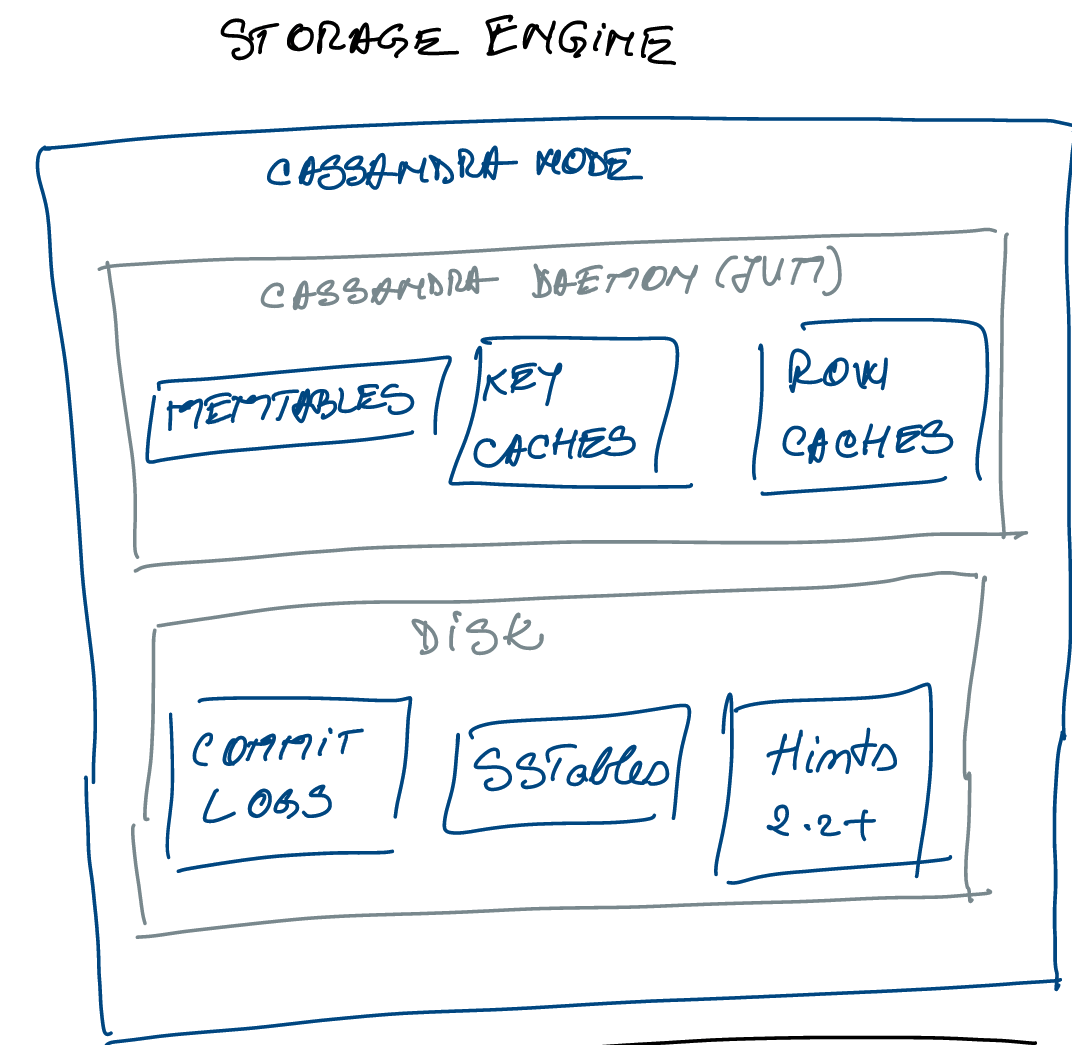 STORAGE ENGINE
CASSANDRA NODE
CASSANDRA DAEMON (JVM)
MEMTABLES
KEY
CACHES
ROW
CACHES
DISK
COMMIT
LOGS
SSTables
Hints
2.2+